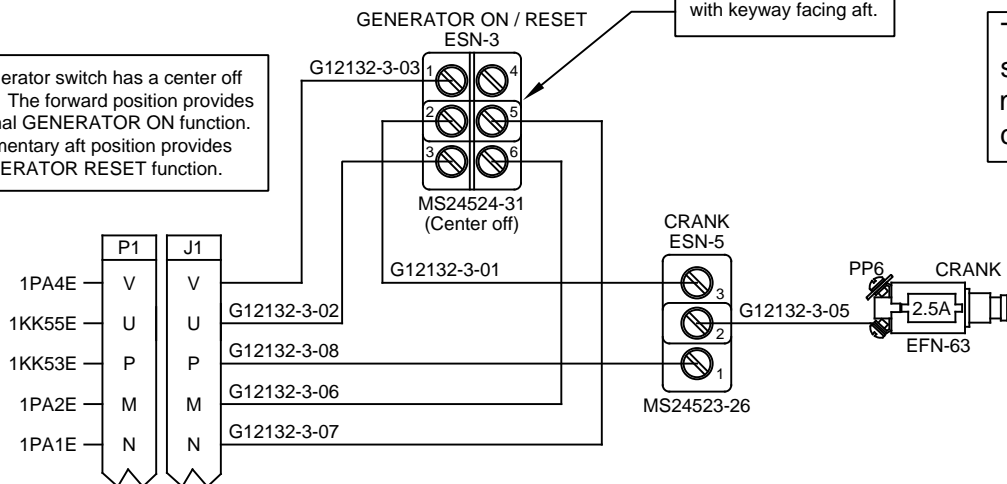 with keyway facing aft.
GENERATOR ON / RESET
ESN-3
erator switch has a center off
The forward position provides
nal GENERATOR ON function.
mentary aft position provides
ERATOR RESET function.
G12132-3-03
1
4
2
5
3
6
MS24524-31
(Center off)
CRANK
ESN-5
3
2
1
MS24523-26
G12132-3-01
G12132-3-05
PP6
CRANK
2.5A
EFN-63
P1
J1
1PA4E
V
V
1KK55E
U
U
G12132-3-02
1KK53E
P
P
G12132-3-08
1PA2E
M
M
G12132-3-06
1PA1E
N
N
G12132-3-07